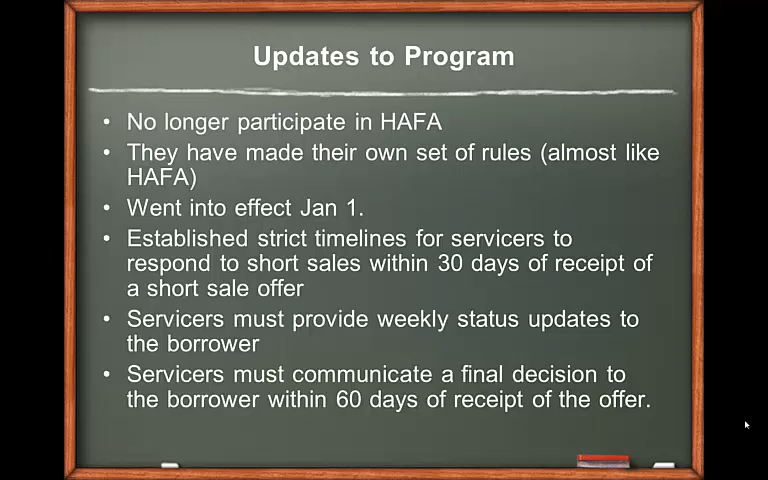 Updates to Program
• No longer participate in HAFA
• They have made their own set of rules (almost like
HAFA)
• Went into effect Jan 1.
• Established strict timelines for servicers to
respond to short sales within 30 days of receipt of
a short sale offer
• Servicers must provide weekly status updates to
the borrower
• Servicers must communicate a final decision to
the borrower within 60 days of receipt of the offer.